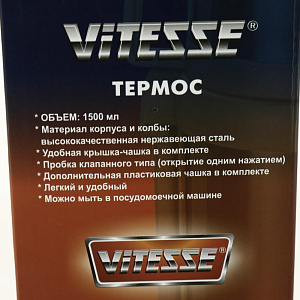 ViTESSE®
ТЕРМОС
* ОБЪЕМ: 1500 мл
* Материал корпуса и колбы:
высококачественная нержавеющая сталь
* Удобная крышка-чашка в комплекте
* Пробка клапанного типа (открытие одним нажатием)
* Дополнительная пластиковая чашка в комплекте
* Легкий и удобный
* Можно мыть в посудомоечной машине
ViTESSE®